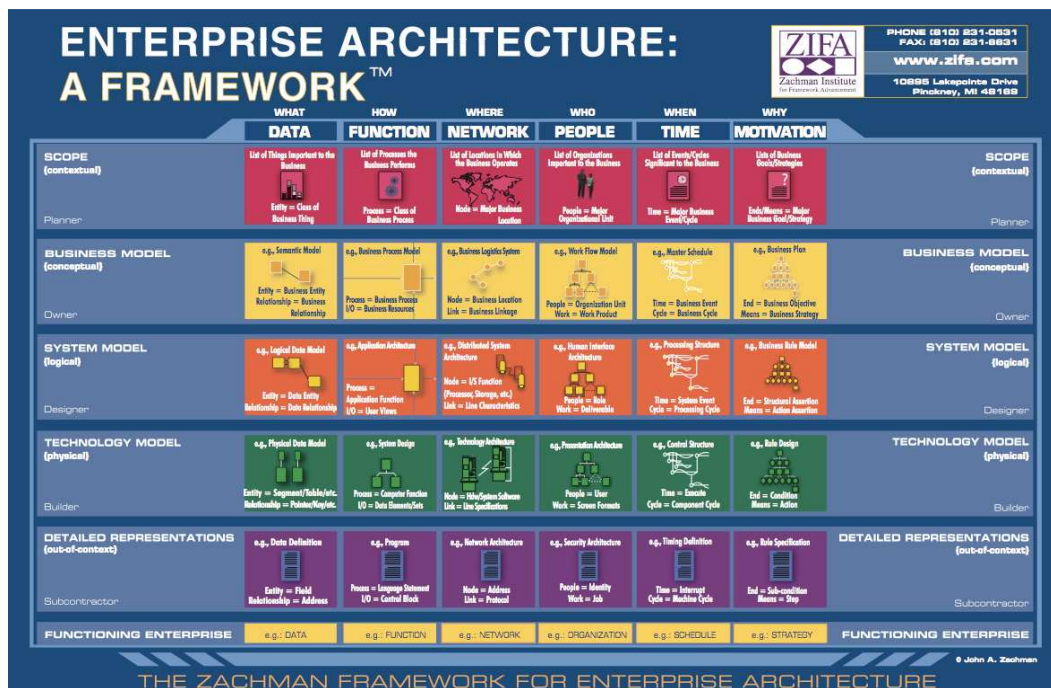 ENTERPRISE ARCHITECTURE:
A FRAMEWORK™
ZIFA
Zachman Institute
for Framework Advancement
PHONE (810) 231-0531
FAX: (810) 231-6631
www.zifa.com
10895 Lakepointe Drive
Pinckney, MI 48169
WHAT HOW WHERE WHO WHEN WHY
DATA FUNCTION NETWORK PEOPLE TIME MOTIVATION
SCOPE
(contextual)
Planner
List of Things Important to the
Business
Entity = Class of
Business Thing
List of Processes the
Business Performs
Process = Class of
Business Process
List of Locations in Which
the Business Operates
Node = Major Business
Location
List of Organizations
Important to the Business
People = Major
Organizational Unit
List of Events/Cycles
Significant to the Business
Time = Major Business
Event/Cycle
Lists of Business
Goals/Strategies
?
Ends/Means = Major
Business Goal/Strategy
SCOPE
(contextual)
Planner
BUSINESS MODEL
(conceptual)
Owner
e.g., Semantic Model
Entity = Business Entity
Relationship = Business
Relationship
e.g., Business Process Model
Process = Business Process
I/O = Business Resources
e.g., Business Logistics System
Node = Business Location
Link = Business Linkage
e.g., Work Flow Model
People = Organization Unit
Work = Work Product
e.g., Master Schedule
Time = Business Event
Cycle = Business Cycle
e.g., Business Plan
End = Business Objective
Means = Business Strategy
BUSINESS MODEL
(conceptual)
Owner
SYSTEM MODEL
(logical)
Designer
e.g., Logical Data Model
Entity = Data Entity
Relationship = Data Relationship
e.g., Application Architecture
Process =
Application Function
I/O = User Views
e.g., Distributed System
Architecture
Node = I/S Function
(Processor, Storage, etc.)
Link = Line Characteristics
e.g., Human Interface
Architecture
People = Role
Work = Deliverable
e.g., Processing Structure
Time = System Event
Cycle = Processing Cycle
e.g., Business Rule Model
End = Structural Assertion
Means = Action Assertion
SYSTEM MODEL
(logical)
Designer
TECHNOLOGY MODEL
(physical)
Builder
e.g., Physical Data Model
Entity = Segment/Table/etc.
Relationship = Pointer/Key/etc.
e.g., System Design
Process = Computer Function
I/O = Data Elements/Sets
e.g., Technology Architecture
Node = Hdw/System Software
Link = Line Specifications
e.g., Presentation Architecture
People = User
Work = Screen Formats
e.g., Control Structure
Time = Execute
Cycle = Component Cycle
e.g., Rule Design
End = Condition
Means = Action
TECHNOLOGY MODEL
(physical)
Builder
DETAILED REPRESENTATIONS
(out-of-context)
Subcontractor
e.g., Data Definition
Entity = Field
Relationship = Address
e.g., Program
Process = Language Statement
I/O = Control Block
e.g., Network Architecture
Node = Address
Link = Protocol
e.g., Security Architecture
People = Identity
Work = Job
e.g., Timing Definition
Time = Interrupt
Cycle = Machine Cycle
e.g., Rule Specification
End = Sub-condition
Means = Step
DETAILED REPRESENTATIONS
(out-of-context)
Subcontractor
FUNCTIONING ENTERPRISE e.g.: DATA e.g.: FUNCTION e.g.: NETWORK e.g.: ORGANIZATION e.g.: SCHEDULE e.g.: STRATEGY FUNCTIONING ENTERPRISE
© John A. Zachman
THE ZACHMAN FRAMEWORK FOR ENTERPRISE ARCHITECTURE